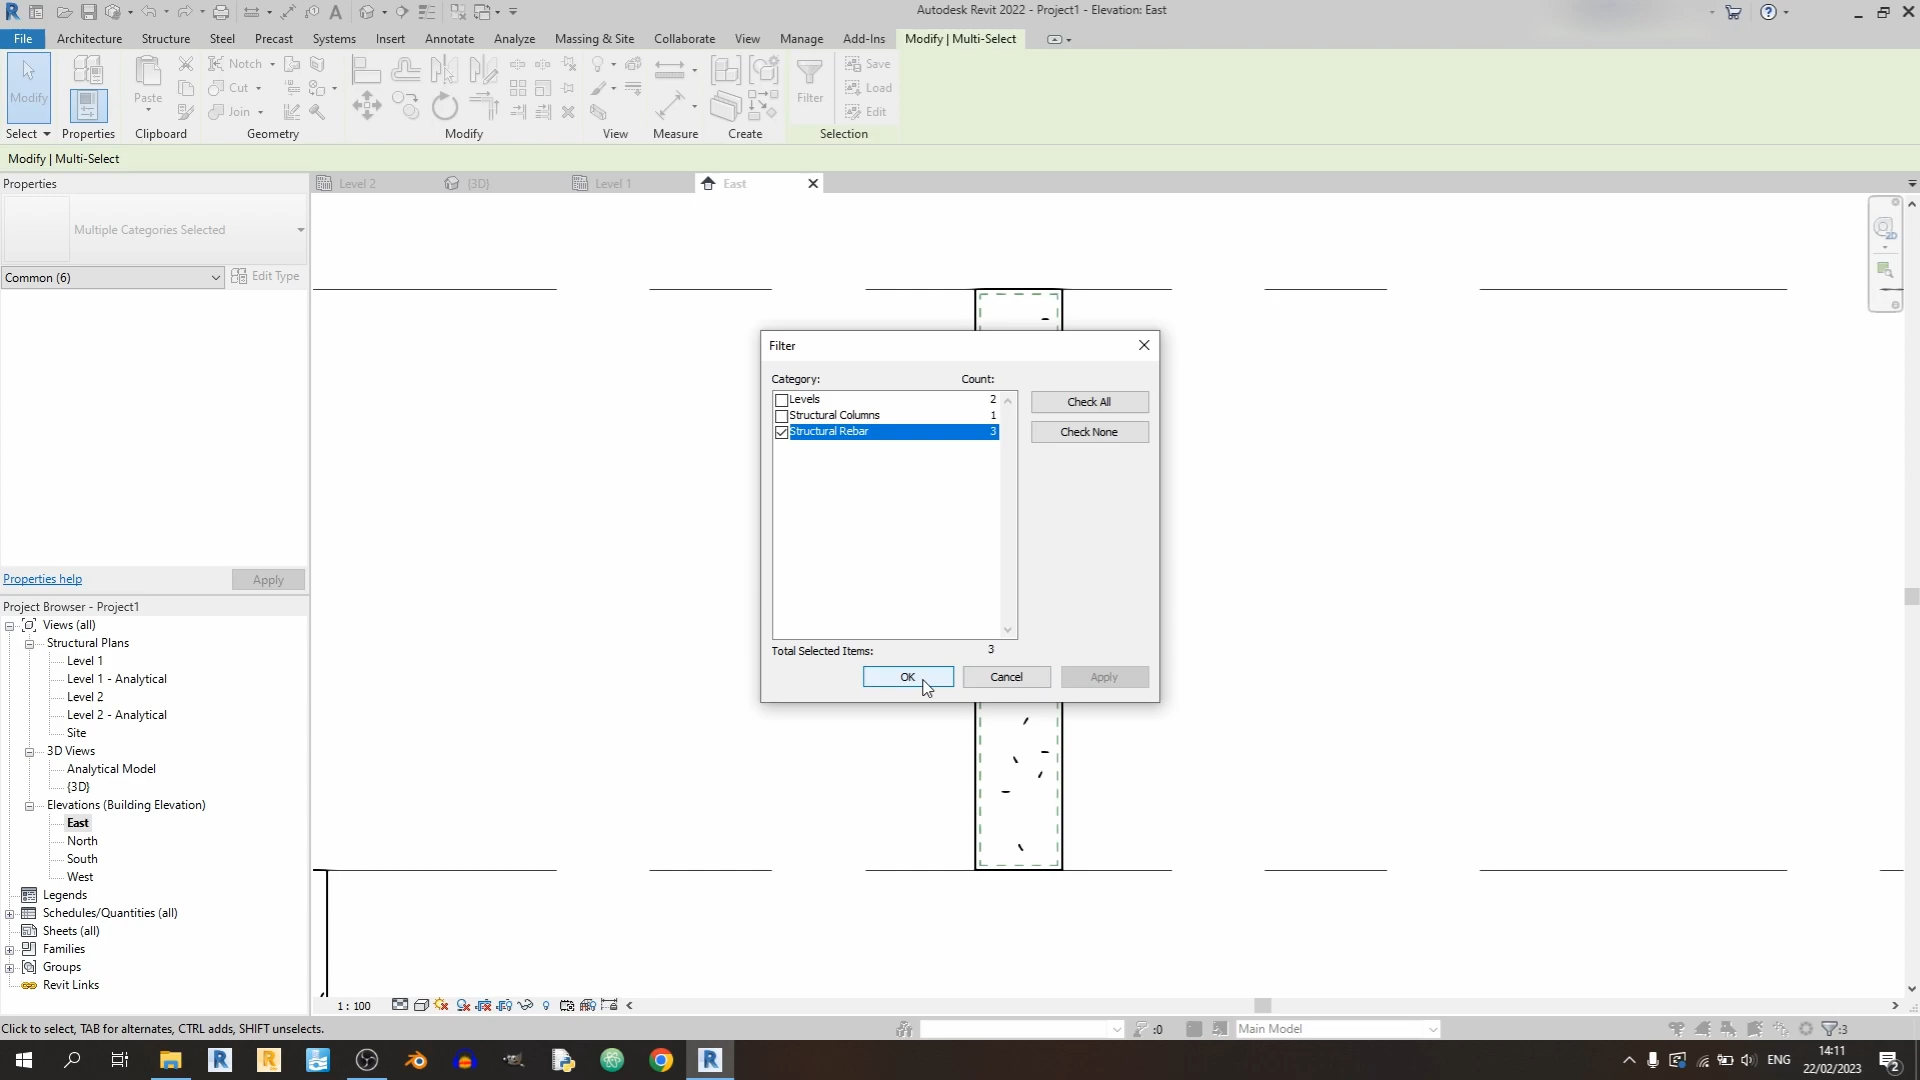 Autodesk Revit 2022 - Project1 - Elevation: East
File Architecture Structure Steel Precast Systems Insert Annotate Analyze Massing & Site Collaborate View Manage Add-Ins Modify | Multi-Select
Modify Paste Notch Cut Join Filter Save Load Edit
Select Properties Clipboard Geometry Modify View Measure Create Selection
Modify | Multi-Select
Properties
Level 2 {3D} Level 1 East
Multiple Categories Selected
Common (6) Edit Type
2D
Filter
Category: Count:
Levels 2
Structural Columns 1
Structural Rebar 3
Check All
Check None
Total Selected Items: 3
OK Cancel Apply
Properties help Apply
Project Browser - Project1
Views (all)
Structural Plans
Level 1
Level 1 - Analytical
Level 2
Level 2 - Analytical
Site
3D Views
Analytical Model
{3D}
Elevations (Building Elevation)
East
North
South
West
Legends
Schedules/Quantities (all)
Sheets (all)
Families
Groups
Revit Links
1 : 100
Click to select, TAB for alternates, CTRL adds, SHIFT unselects.
:0 Main Model :3
ENG 14:11
22/02/2023
2